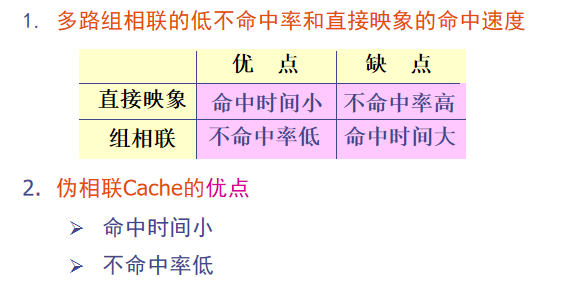 1. 多路组相联的低不命中率和直接映象的命中速度
优 点 缺 点
直接映象 命中时间小 不命中率高
组相联 不命中率低 命中时间大
2. 伪相联Cache的优点
➢ 命中时间小
➢ 不命中率低